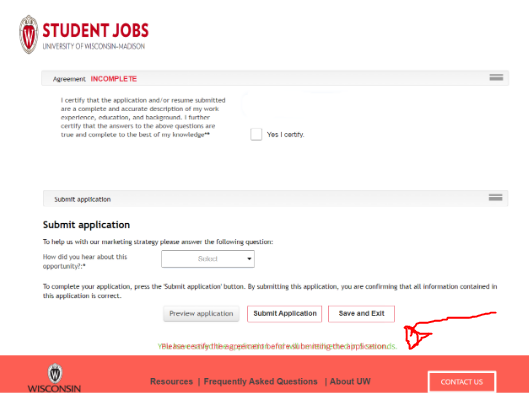 STUDENT JOBS
UNIVERSITY OF WISCONSIN-MADISON
Agreement INCOMPLETE
I certify that the application and/or resume submitted
are a complete and accurate description of my work
experience, education, and background. I further
certify that the answers to the above questions are
true and complete to the best of my knowledge**
Yes I certify.
Submit application
Submit application
To help us with our marketing strategy please answer the following question:
How did you hear about this
opportunity?:*
Select
To complete your application, press the 'Submit application' button. By submitting this application, you are confirming that all information contained in
this application is correct.
Preview application Submit Application Save and Exit
Please certify the agreement before submitting the application.
WISCONSIN
Resources | Frequently Asked Questions | About UW
CONTACT US